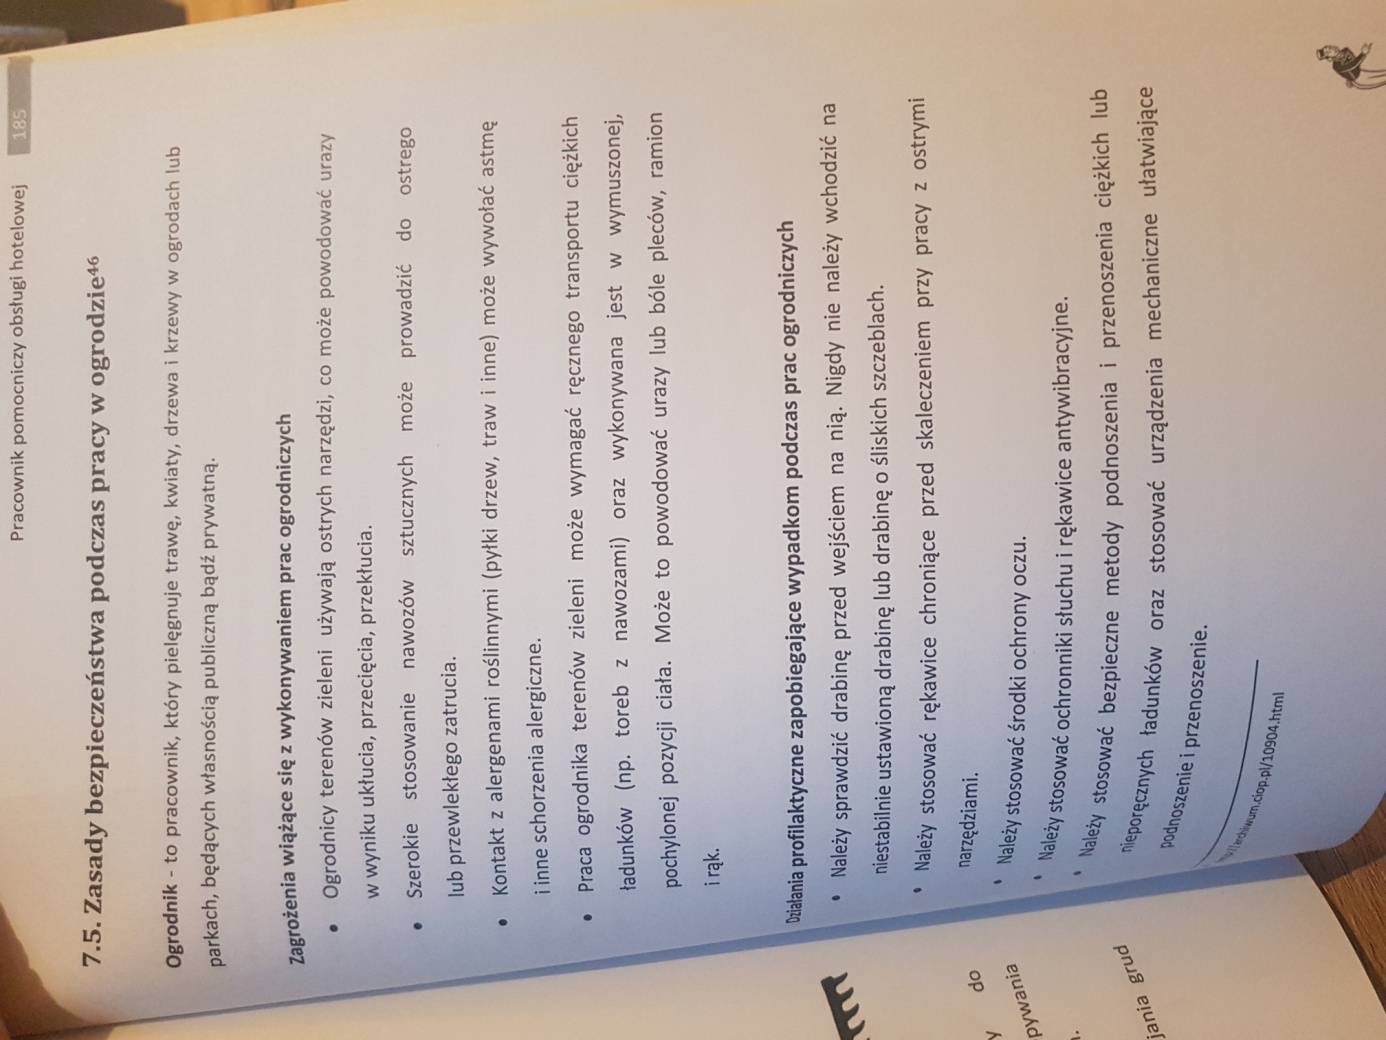 Pracownik pomocniczy obsługi hotelowej 185
7.5. Zasady bezpieczeństwa podczas pracy w ogrodzie⁴⁶
Ogrodnik - to pracownik, który pielęgnuje trawę, kwiaty, drzewa i krzewy w ogrodach lub
parkach, będących własnością publiczną bądź prywatną.
Zagrożenia wiążące się z wykonywaniem prac ogrodniczych
• Ogrodnicy terenów zieleni używają ostrych narzędzi, co może powodować urazy
w wyniku ukłucia, przecięcia, przekłucia.
• Szerokie stosowanie nawozów sztucznych może prowadzić do ostrego
lub przewlekłego zatrucia.
• Kontakt z alergenami roślinnymi (pyłki drzew, traw i inne) może wywołać astmę
i inne schorzenia alergiczne.
• Praca ogrodnika terenów zieleni może wymagać ręcznego transportu ciężkich
ładunków (np. toreb z nawozami) oraz wykonywana jest w wymuszonej,
pochylonej pozycji ciała. Może to powodować urazy lub bóle pleców, ramion
i rąk.
Działania profilaktyczne zapobiegające wypadkom podczas prac ogrodniczych
• Należy sprawdzić drabinę przed wejściem na nią. Nigdy nie należy wchodzić na
niestabilnie ustawioną drabinę lub drabinę o śliskich szczeblach.
• Należy stosować rękawice chroniące przed skaleczeniem przy pracy z ostrymi
narzędziami.
• Należy stosować środki ochrony oczu.
• Należy stosować ochronniki słuchu i rękawice antywibracyjne.
• Należy stosować bezpieczne metody podnoszenia i przenoszenia ciężkich lub
nieporęcznych ładunków oraz stosować urządzenia mechaniczne ułatwiające
podnoszenie i przenoszenie.
archiwum.ciop.pl/10904.html
y do
pywania
jania grud